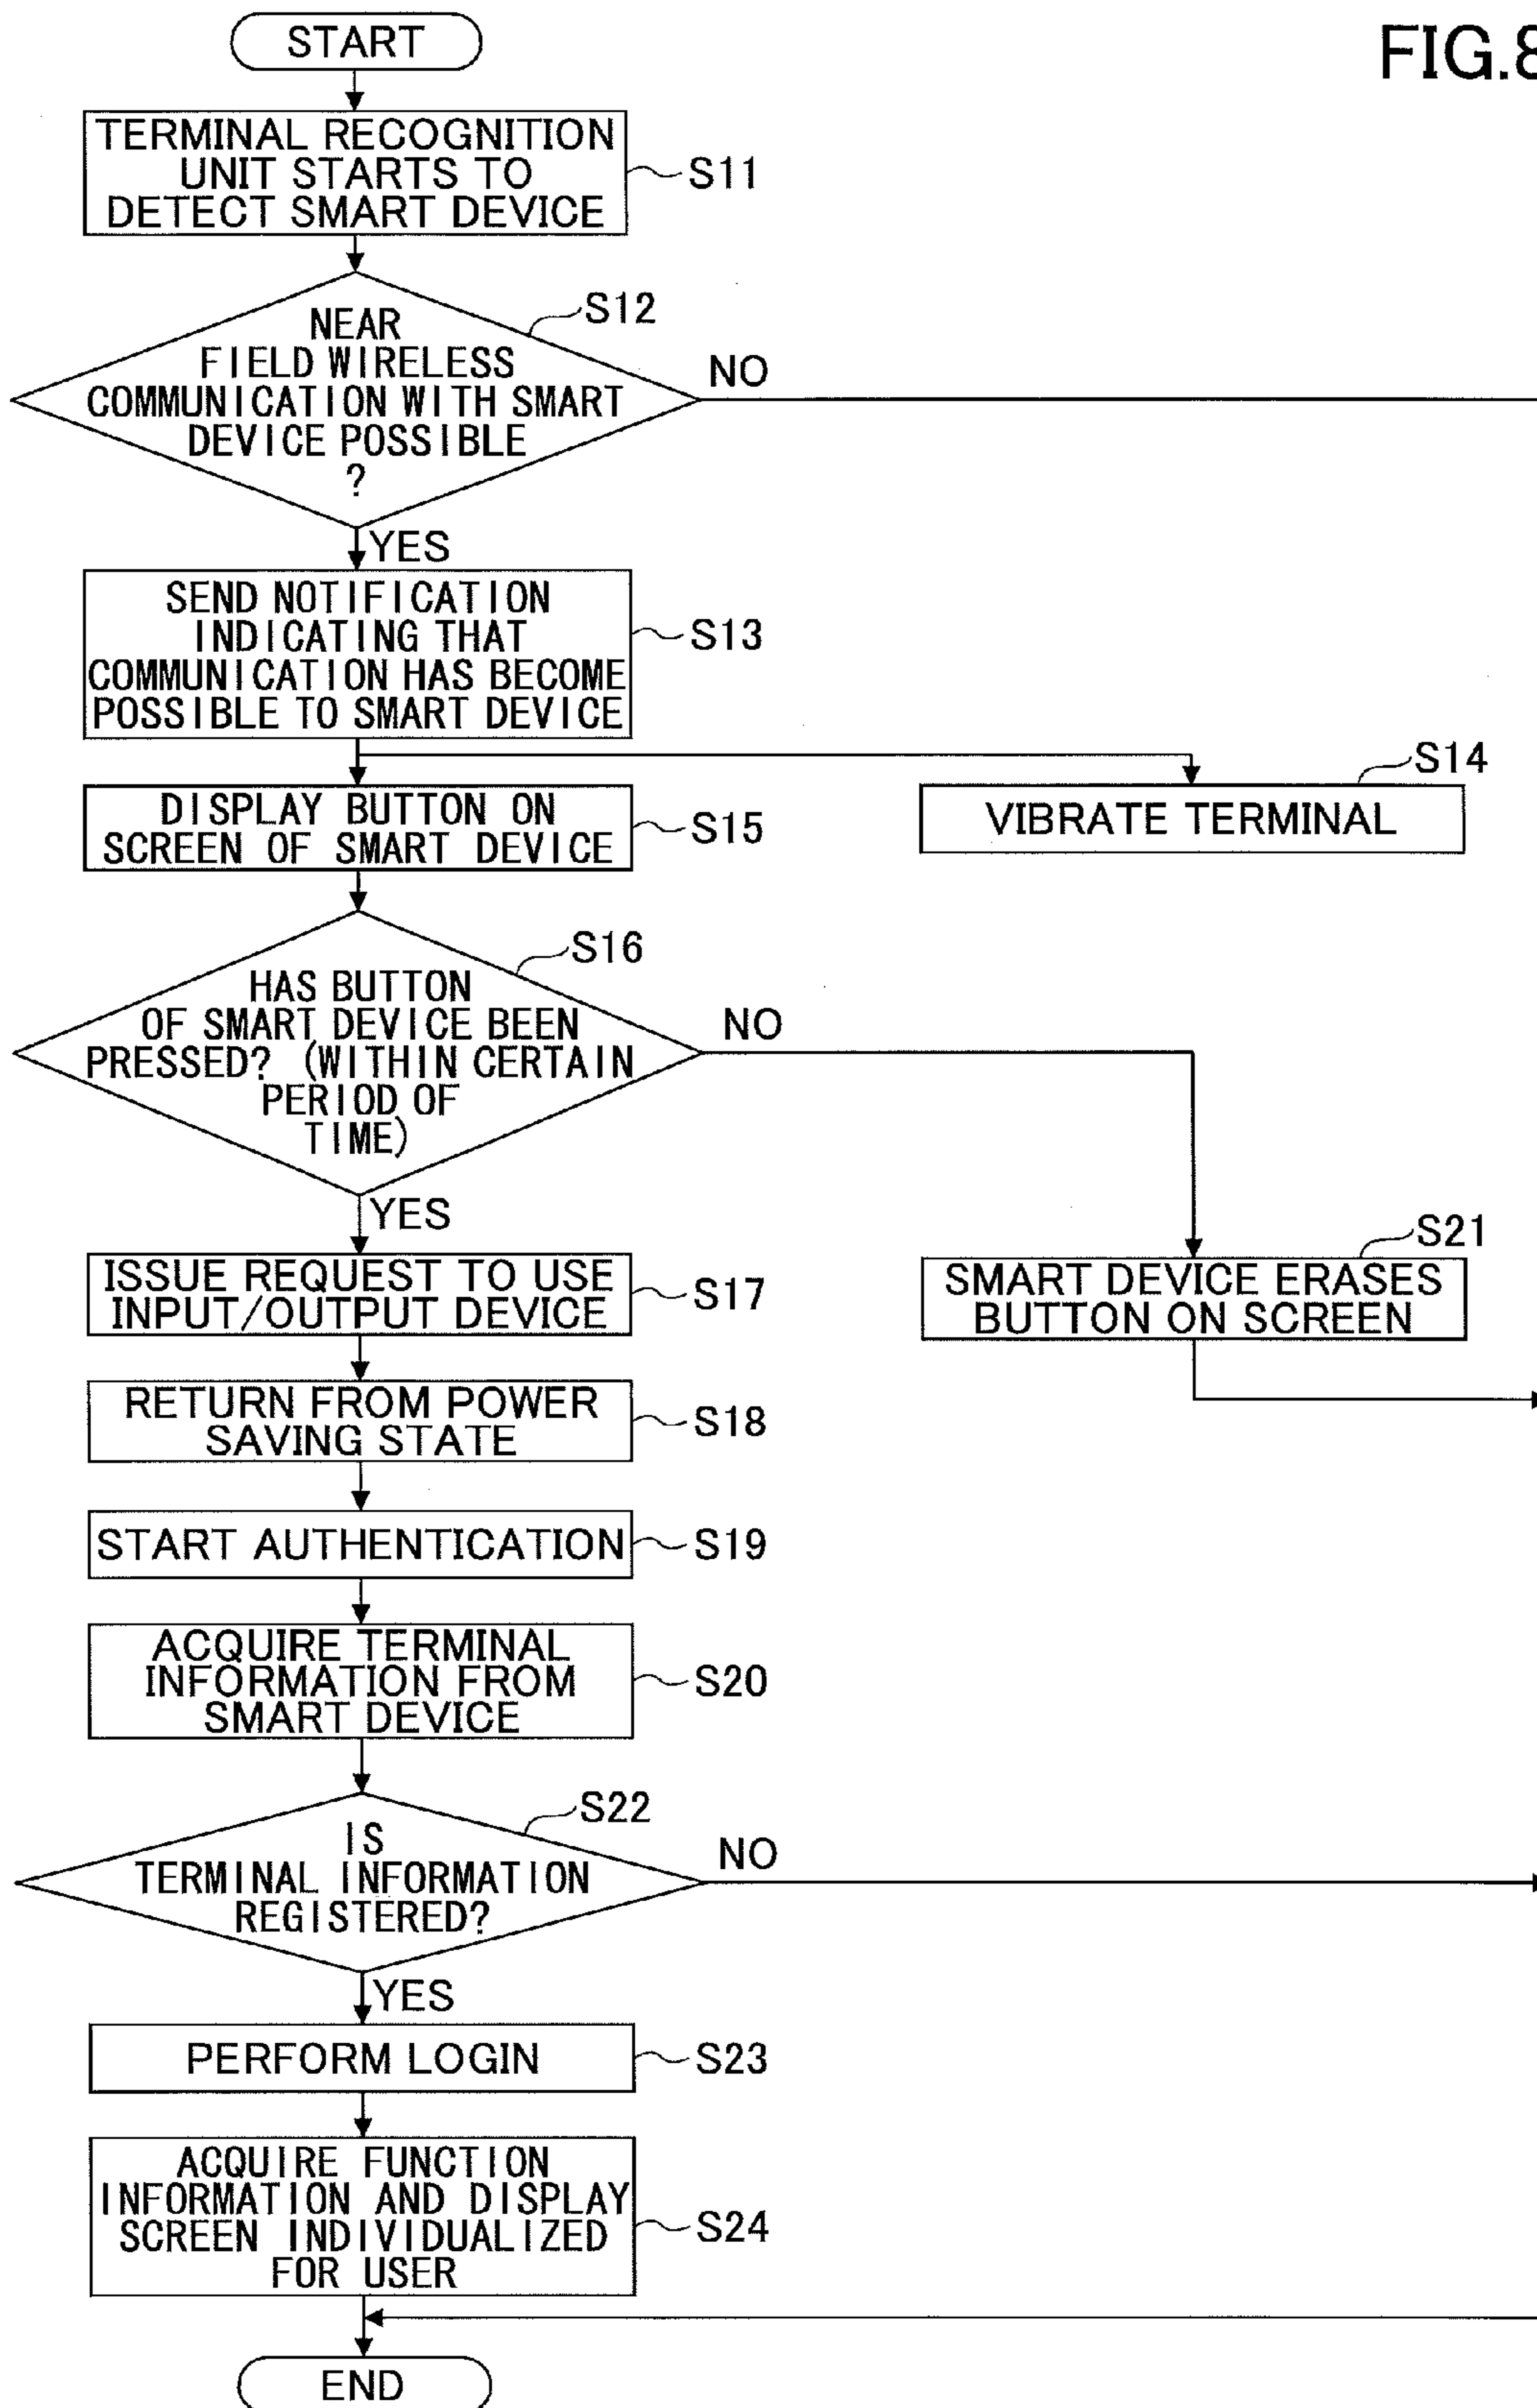 FIG.8
START
TERMINAL RECOGNITION
UNIT STARTS TO
DETECT SMART DEVICE
S11
S12
NEAR
FIELD WIRELESS
COMMUNICATION WITH SMART
DEVICE POSSIBLE
?
NO
YES
SEND NOTIFICATION
INDICATING THAT
COMMUNICATION HAS BECOME
POSSIBLE TO SMART DEVICE
S13
S14
VIBRATE TERMINAL
DISPLAY BUTTON ON
SCREEN OF SMART DEVICE
S15
S16
HAS BUTTON
OF SMART DEVICE BEEN
PRESSED? (WITHIN CERTAIN
PERIOD OF
TIME)
NO
YES
S21
SMART DEVICE ERASES
BUTTON ON SCREEN
ISSUE REQUEST TO USE
INPUT/OUTPUT DEVICE
S17
RETURN FROM POWER
SAVING STATE
S18
START AUTHENTICATION
S19
ACQUIRE TERMINAL
INFORMATION FROM
SMART DEVICE
S20
S22
IS
TERMINAL INFORMATION
REGISTERED?
NO
YES
PERFORM LOGIN
S23
ACQUIRE FUNCTION
INFORMATION AND DISPLAY
SCREEN INDIVIDUALIZED
FOR USER
S24
END